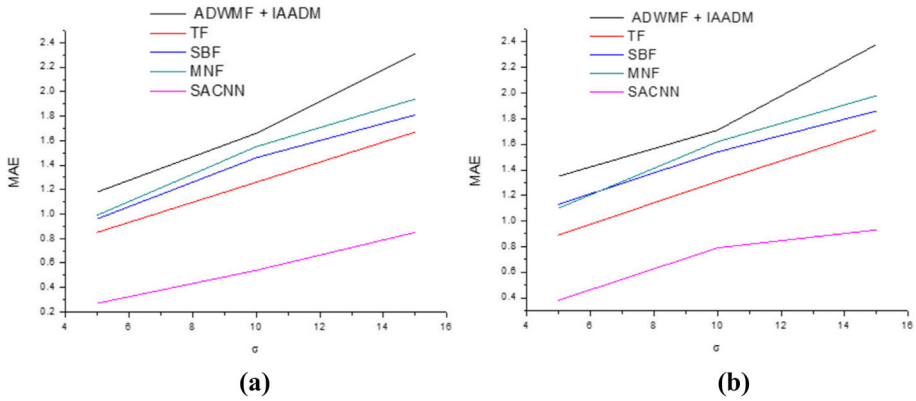 ADWMF + IAADM
TF
SBF
MNF
SACNN
2.4
2.2
2.0
1.8
1.6
1.4
1.2
1.0
0.8
0.6
0.4
0.2
MAE
4
6
8
10
12
14
16
σ
(a)
ADWMF + IAADM
TF
SBF
MNF
SACNN
2.6
2.4
2.2
2.0
1.8
1.6
1.4
1.2
1.0
0.8
0.6
0.4
MAE
4
6
8
10
12
14
16
σ
(b)